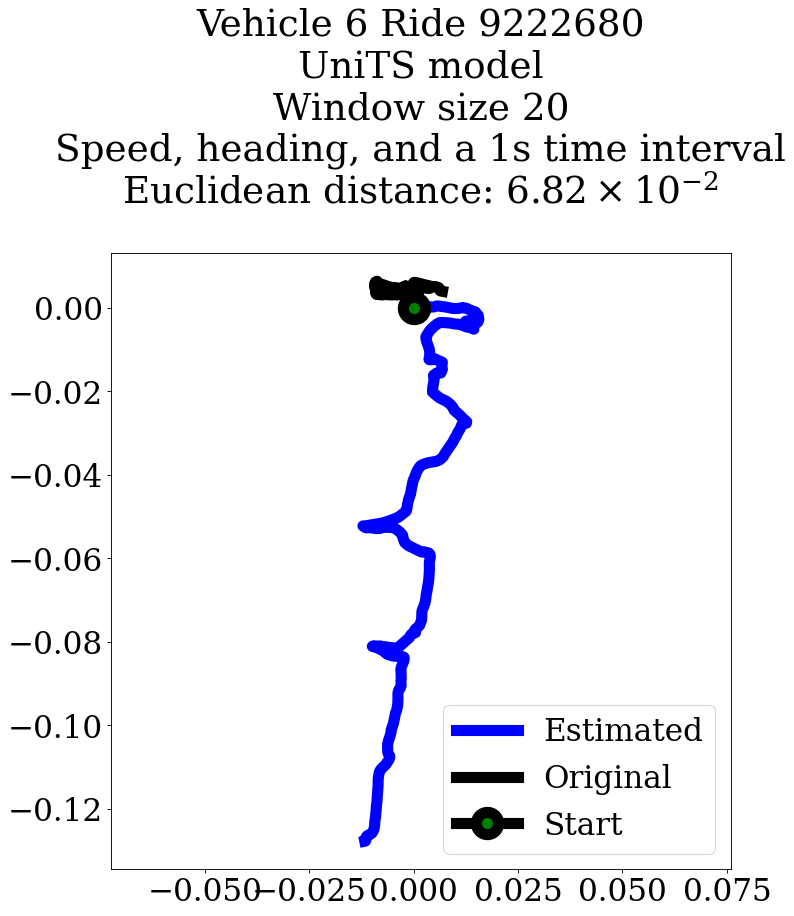 Vehicle 6 Ride 9222680
UniTS model
Window size 20
Speed, heading, and a 1s time interval
Euclidean distance: 6.82 × 10⁻²
0.00
−0.02
−0.04
−0.06
−0.08
−0.10
−0.12
Estimated
Original
Start
−0.050 −0.025 0.000 0.025 0.050 0.075